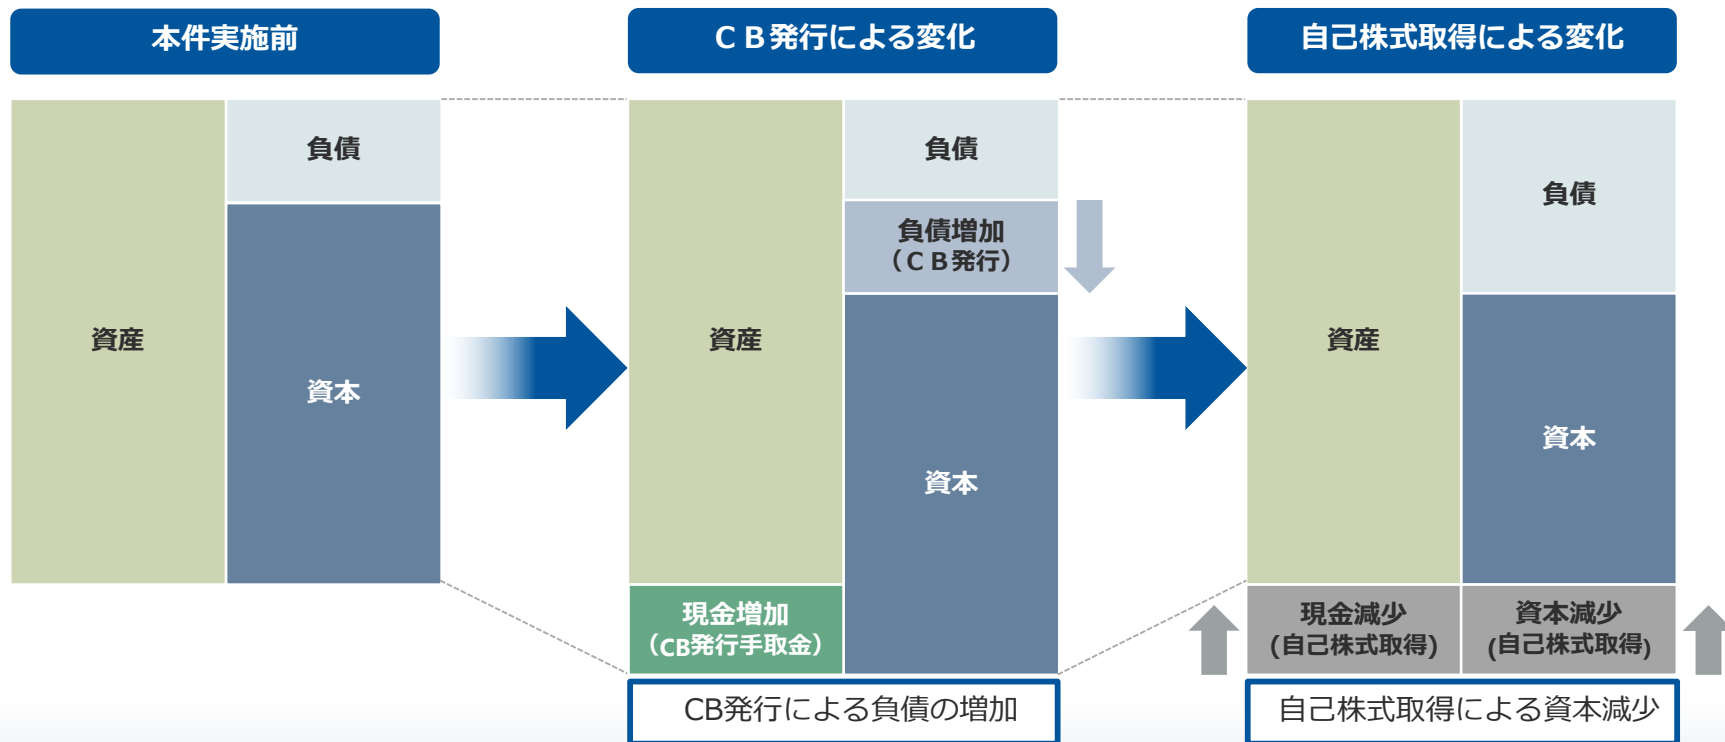 本件実施前
負債
資産
資本
ＣＢ発行による変化
負債
負債増加
（ＣＢ発行）
資産
資本
現金増加
（CB発行手取金）
CB発行による負債の増加
自己株式取得による変化
負債
資産
資本
現金減少
(自己株式取得)
資本減少
(自己株式取得)
自己株式取得による資本減少